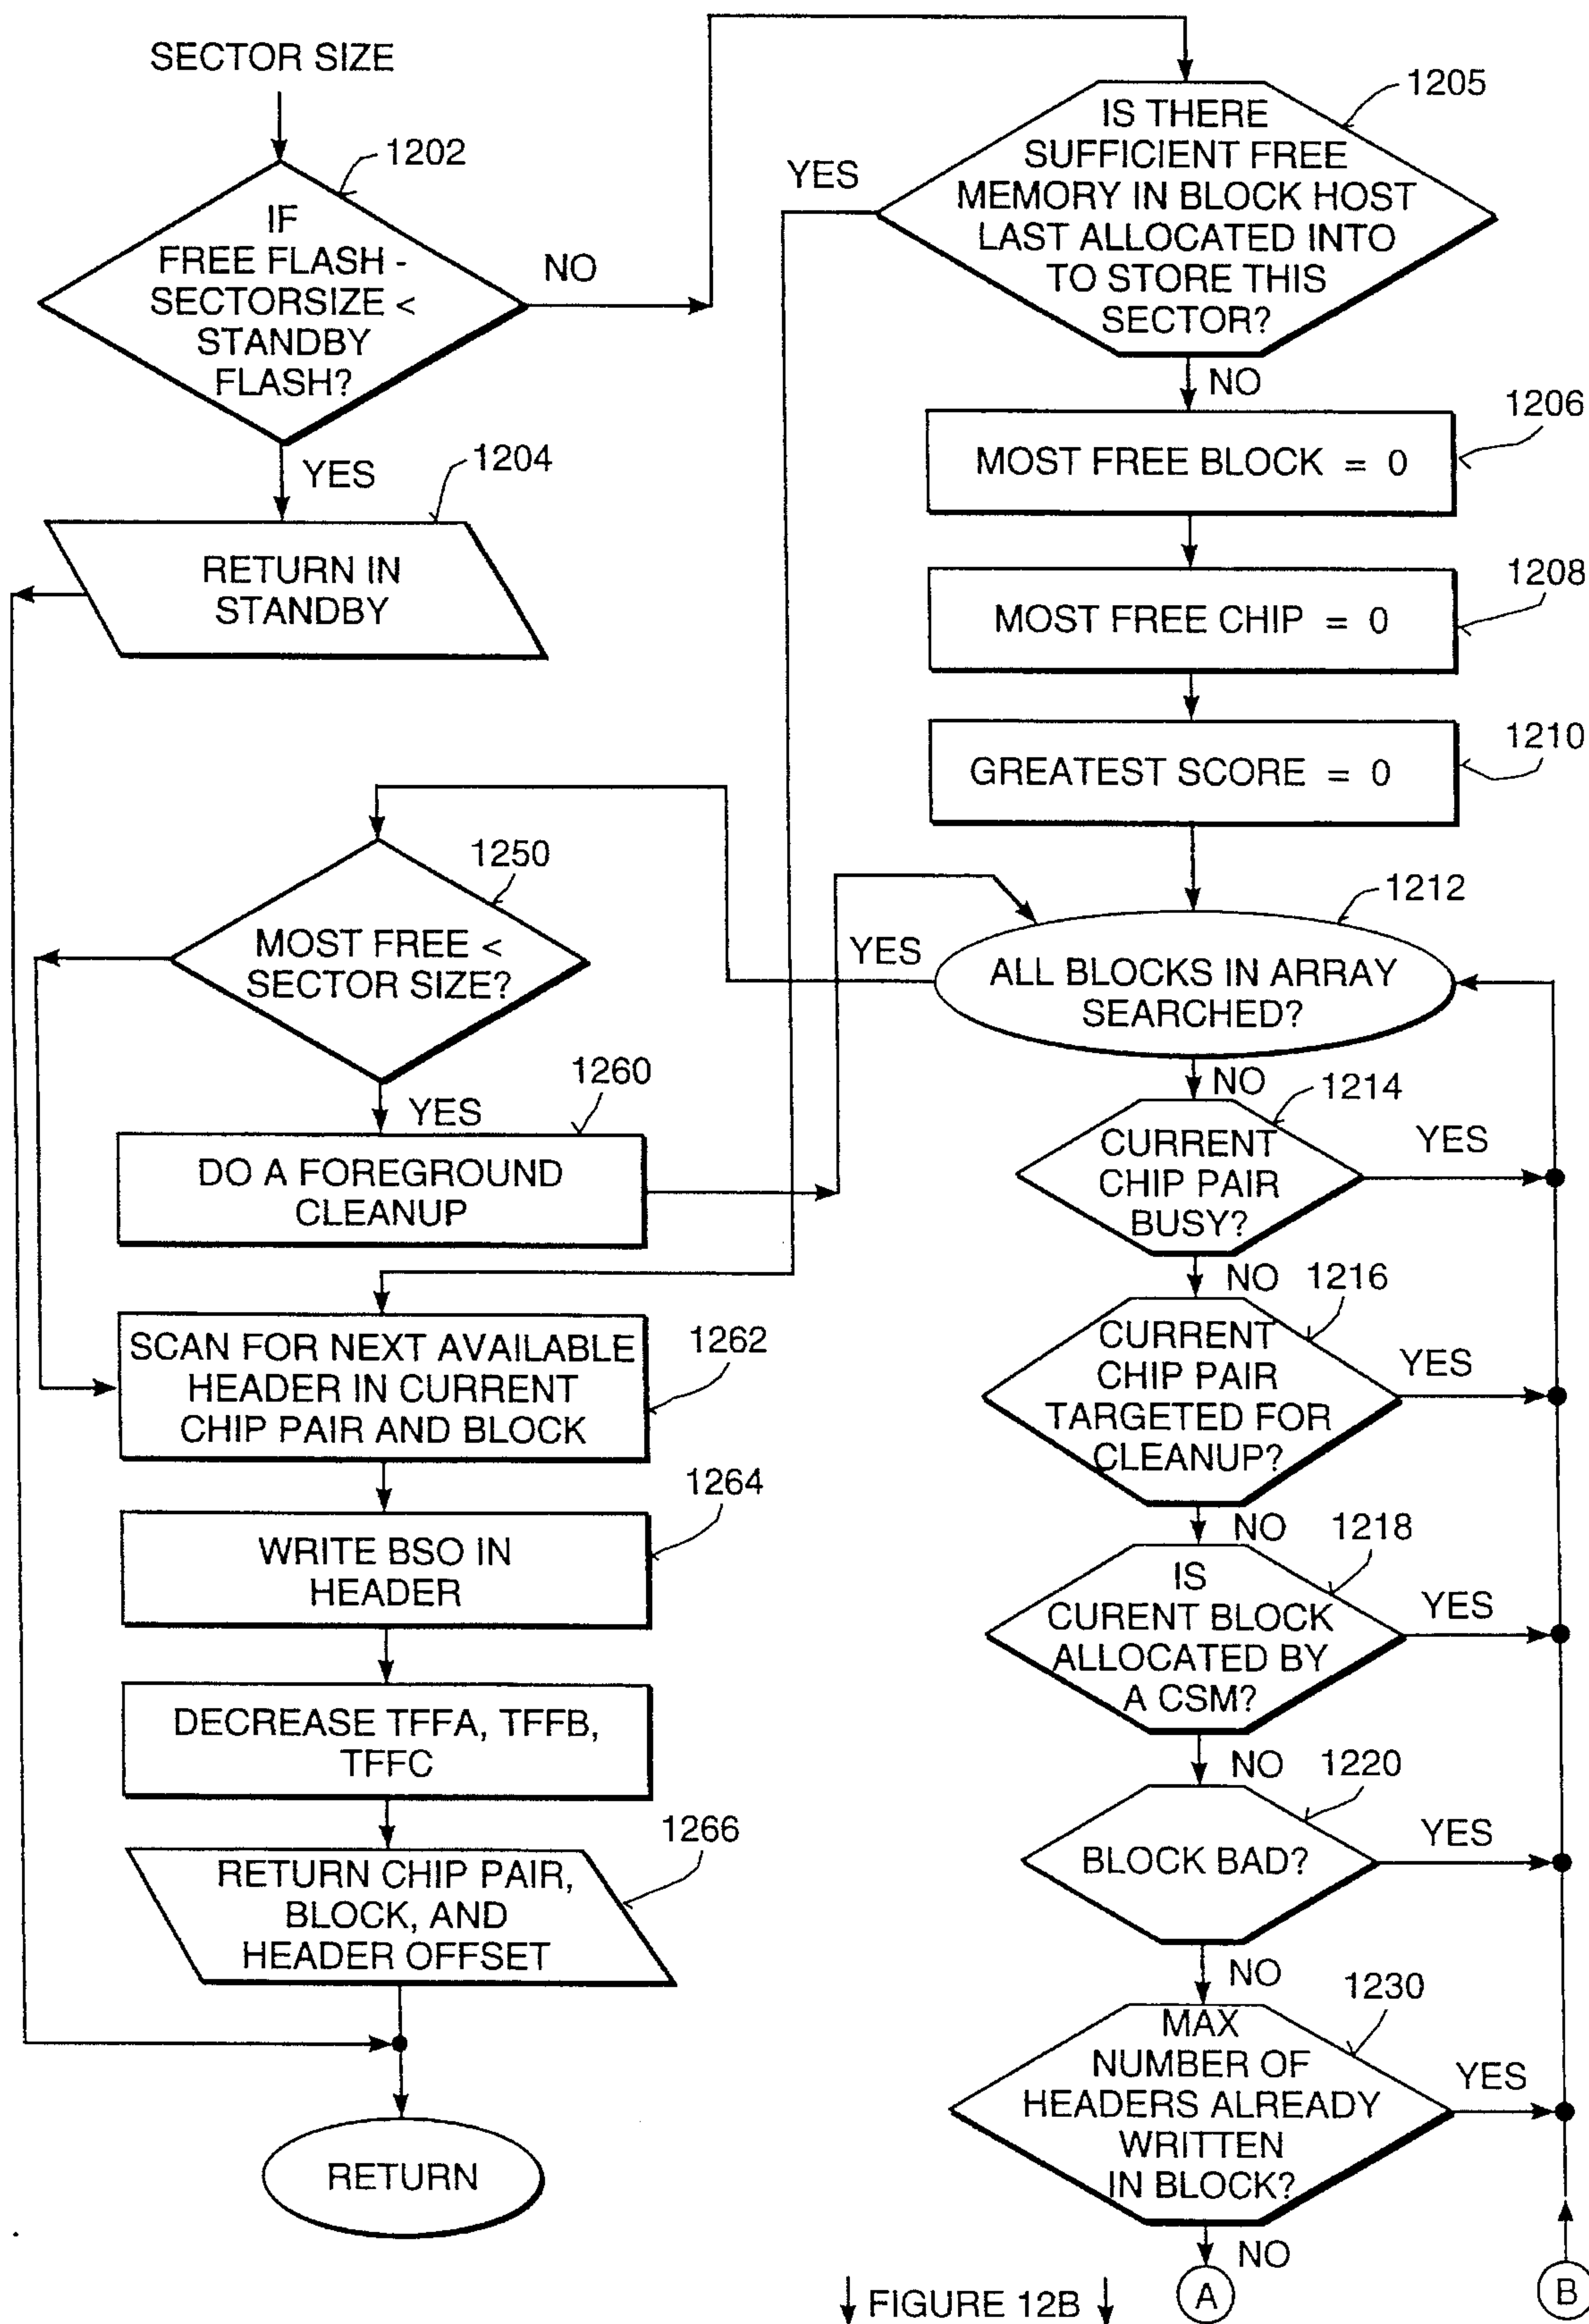 SECTOR SIZE
1202
IF
FREE FLASH -
SECTORSIZE <
STANDBY
FLASH?
NO
YES
1204
RETURN IN
STANDBY
1205
IS THERE
SUFFICIENT FREE
MEMORY IN BLOCK HOST
LAST ALLOCATED INTO
TO STORE THIS
SECTOR?
YES
NO
1206
MOST FREE BLOCK = 0
1208
MOST FREE CHIP = 0
1210
GREATEST SCORE = 0
1212
ALL BLOCKS IN ARRAY
SEARCHED?
YES
NO
1250
MOST FREE <
SECTOR SIZE?
YES
1260
DO A FOREGROUND
CLEANUP
1262
SCAN FOR NEXT AVAILABLE
HEADER IN CURRENT
CHIP PAIR AND BLOCK
1264
WRITE BSO IN
HEADER
DECREASE TFFA, TFFB,
TFFC
1266
RETURN CHIP PAIR,
BLOCK, AND
HEADER OFFSET
RETURN
1214
CURRENT
CHIP PAIR
BUSY?
YES
NO
1216
CURRENT
CHIP PAIR
TARGETED FOR
CLEANUP?
YES
NO
1218
IS
CURENT BLOCK
ALLOCATED BY
A CSM?
YES
NO
1220
BLOCK BAD?
YES
NO
1230
MAX
NUMBER OF
HEADERS ALREADY
WRITTEN
IN BLOCK?
YES
NO
A
B
FIGURE 12B